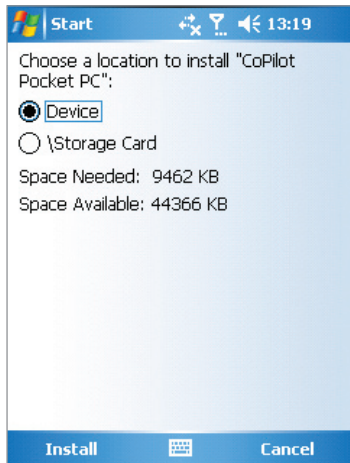 Start 13:19
Choose a location to install "CoPilot
Pocket PC":
Device
\Storage Card
Space Needed: 9462 KB
Space Available: 44366 KB
Install Cancel